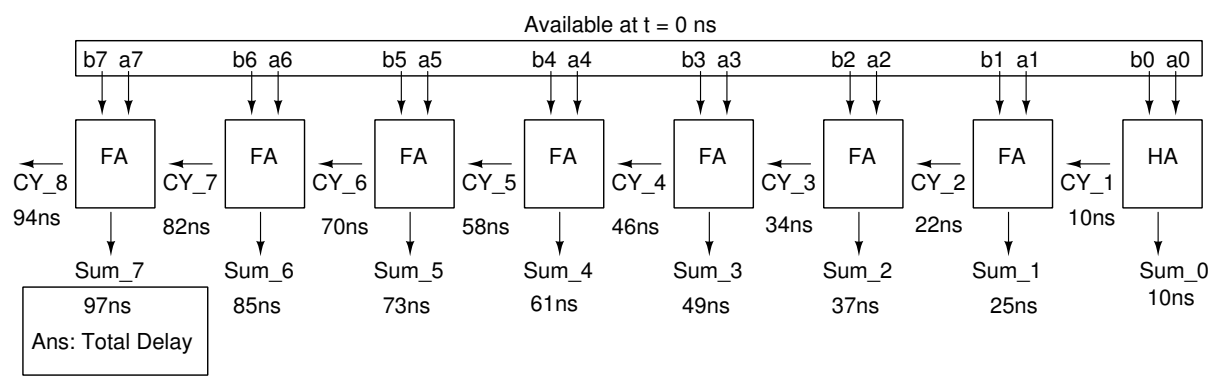 Available at t = 0 ns
b7 a7 b6 a6 b5 a5 b4 a4 b3 a3 b2 a2 b1 a1 b0 a0
FA FA FA FA FA FA FA HA
CY_8 CY_7 CY_6 CY_5 CY_4 CY_3 CY_2 CY_1
94ns 82ns 70ns 58ns 46ns 34ns 22ns 10ns
Sum_7 Sum_6 Sum_5 Sum_4 Sum_3 Sum_2 Sum_1 Sum_0
97ns 85ns 73ns 61ns 49ns 37ns 25ns 10ns
Ans: Total Delay